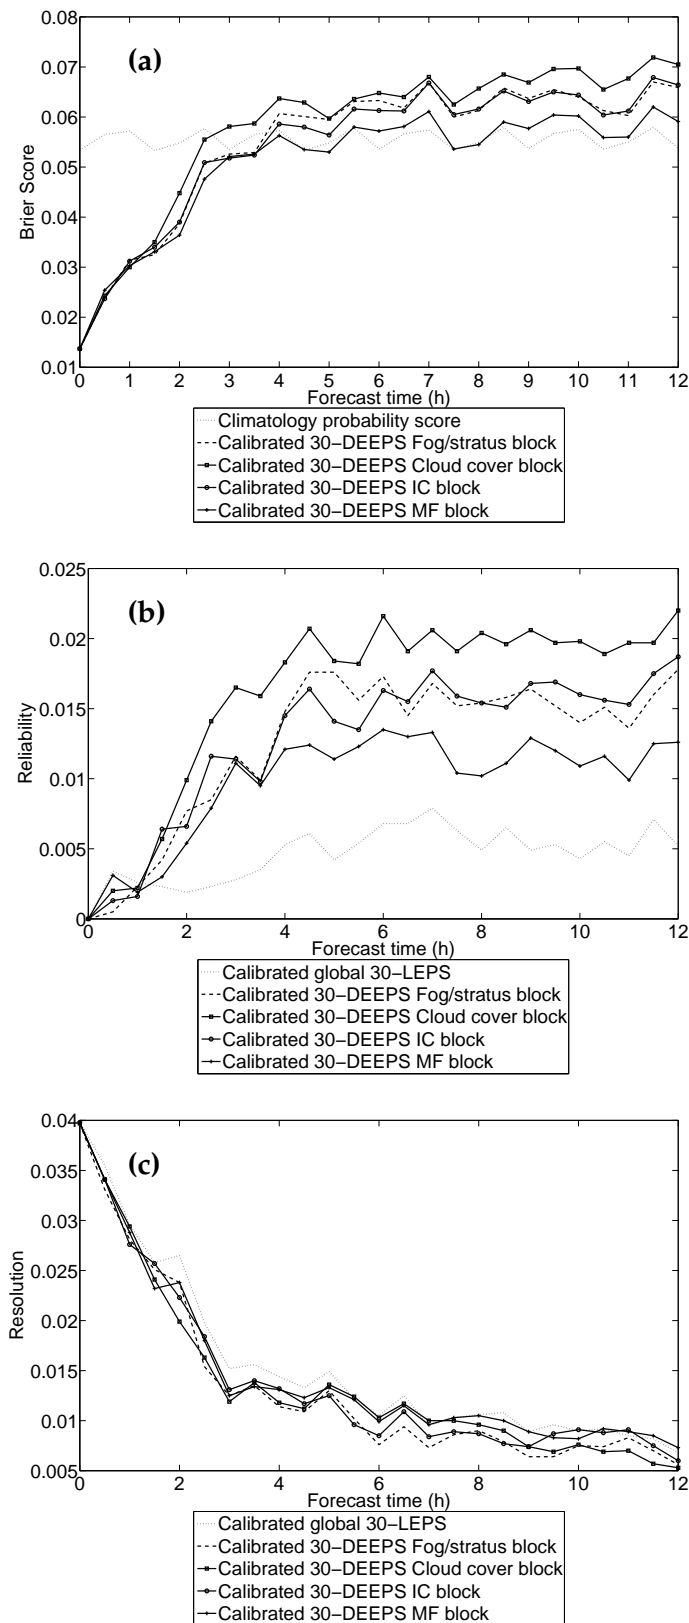 0.08
(a)
0.07
0.06
0.05
0.04
0.03
0.02
0.01
Brier Score
0 1 2 3 4 5 6 7 8 9 10 11 12
Forecast time (h)
Climatology probability score
Calibrated 30−DEEPS Fog/stratus block
Calibrated 30−DEEPS Cloud cover block
Calibrated 30−DEEPS IC block
Calibrated 30−DEEPS MF block
0.025
(b)
0.02
0.015
0.01
0.005
0
Reliability
0 2 4 6 8 10 12
Forecast time (h)
Calibrated global 30−LEPS
Calibrated 30−DEEPS Fog/stratus block
Calibrated 30−DEEPS Cloud cover block
Calibrated 30−DEEPS IC block
Calibrated 30−DEEPS MF block
0.04
(c)
0.035
0.03
0.025
0.02
0.015
0.01
0.005
Resolution
0 2 4 6 8 10 12
Forecast time (h)
Calibrated global 30−LEPS
Calibrated 30−DEEPS Fog/stratus block
Calibrated 30−DEEPS Cloud cover block
Calibrated 30−DEEPS IC block
Calibrated 30−DEEPS MF block